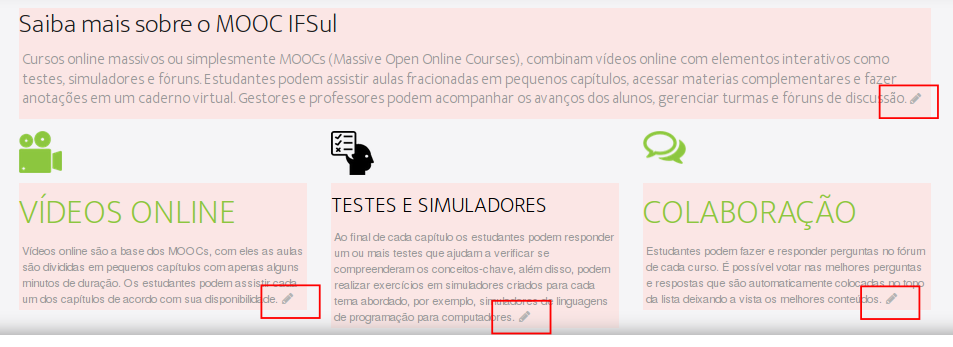 Saiba mais sobre o MOOC IFSul
Cursos online massivos ou simplesmente MOOCs (Massive Open Online Courses), combinam vídeos online com elementos interativos como
testes, simuladores e fóruns. Estudantes podem assistir aulas fracionadas em pequenos capítulos, acessar materias complementares e fazer
anotações em um caderno virtual. Gestores e professores podem acompanhar os avanços dos alunos, gerenciar turmas e fóruns de discussão.
VÍDEOS ONLINE
Vídeos online são a base dos MOOCs, com eles as aulas
são divididas em pequenos capítulos com apenas alguns
minutos de duração. Os estudantes podem assistir cada
um dos capítulos de acordo com sua disponibilidade.
TESTES E SIMULADORES
Ao final de cada capítulo os estudantes podem responder
um ou mais testes que ajudam a verificar se
compreenderam os conceitos-chave, além disso, podem
realizar exercícios em simuladores criados para cada
tema abordado, por exemplo, simuladores de linguagens
de programação para computadores.
COLABORAÇÃO
Estudantes podem fazer e responder perguntas no fórum
de cada curso. É possível votar nas melhores perguntas
e respostas que são automaticamente colocadas no topo
da lista deixando a vista os melhores conteúdos.